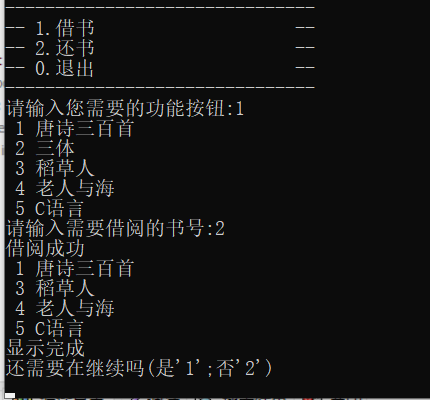 -------------------------------
-- 1.借书                    --
-- 2.还书                    --
-- 0.退出                    --
-------------------------------
请输入您需要的功能按钮:1
1 唐诗三百首
2 三体
3 稻草人
4 老人与海
5 C语言
请输入需要借阅的书号:2
借阅成功
1 唐诗三百首
3 稻草人
4 老人与海
5 C语言
显示完成
还需要在继续吗(是'1';否'2')